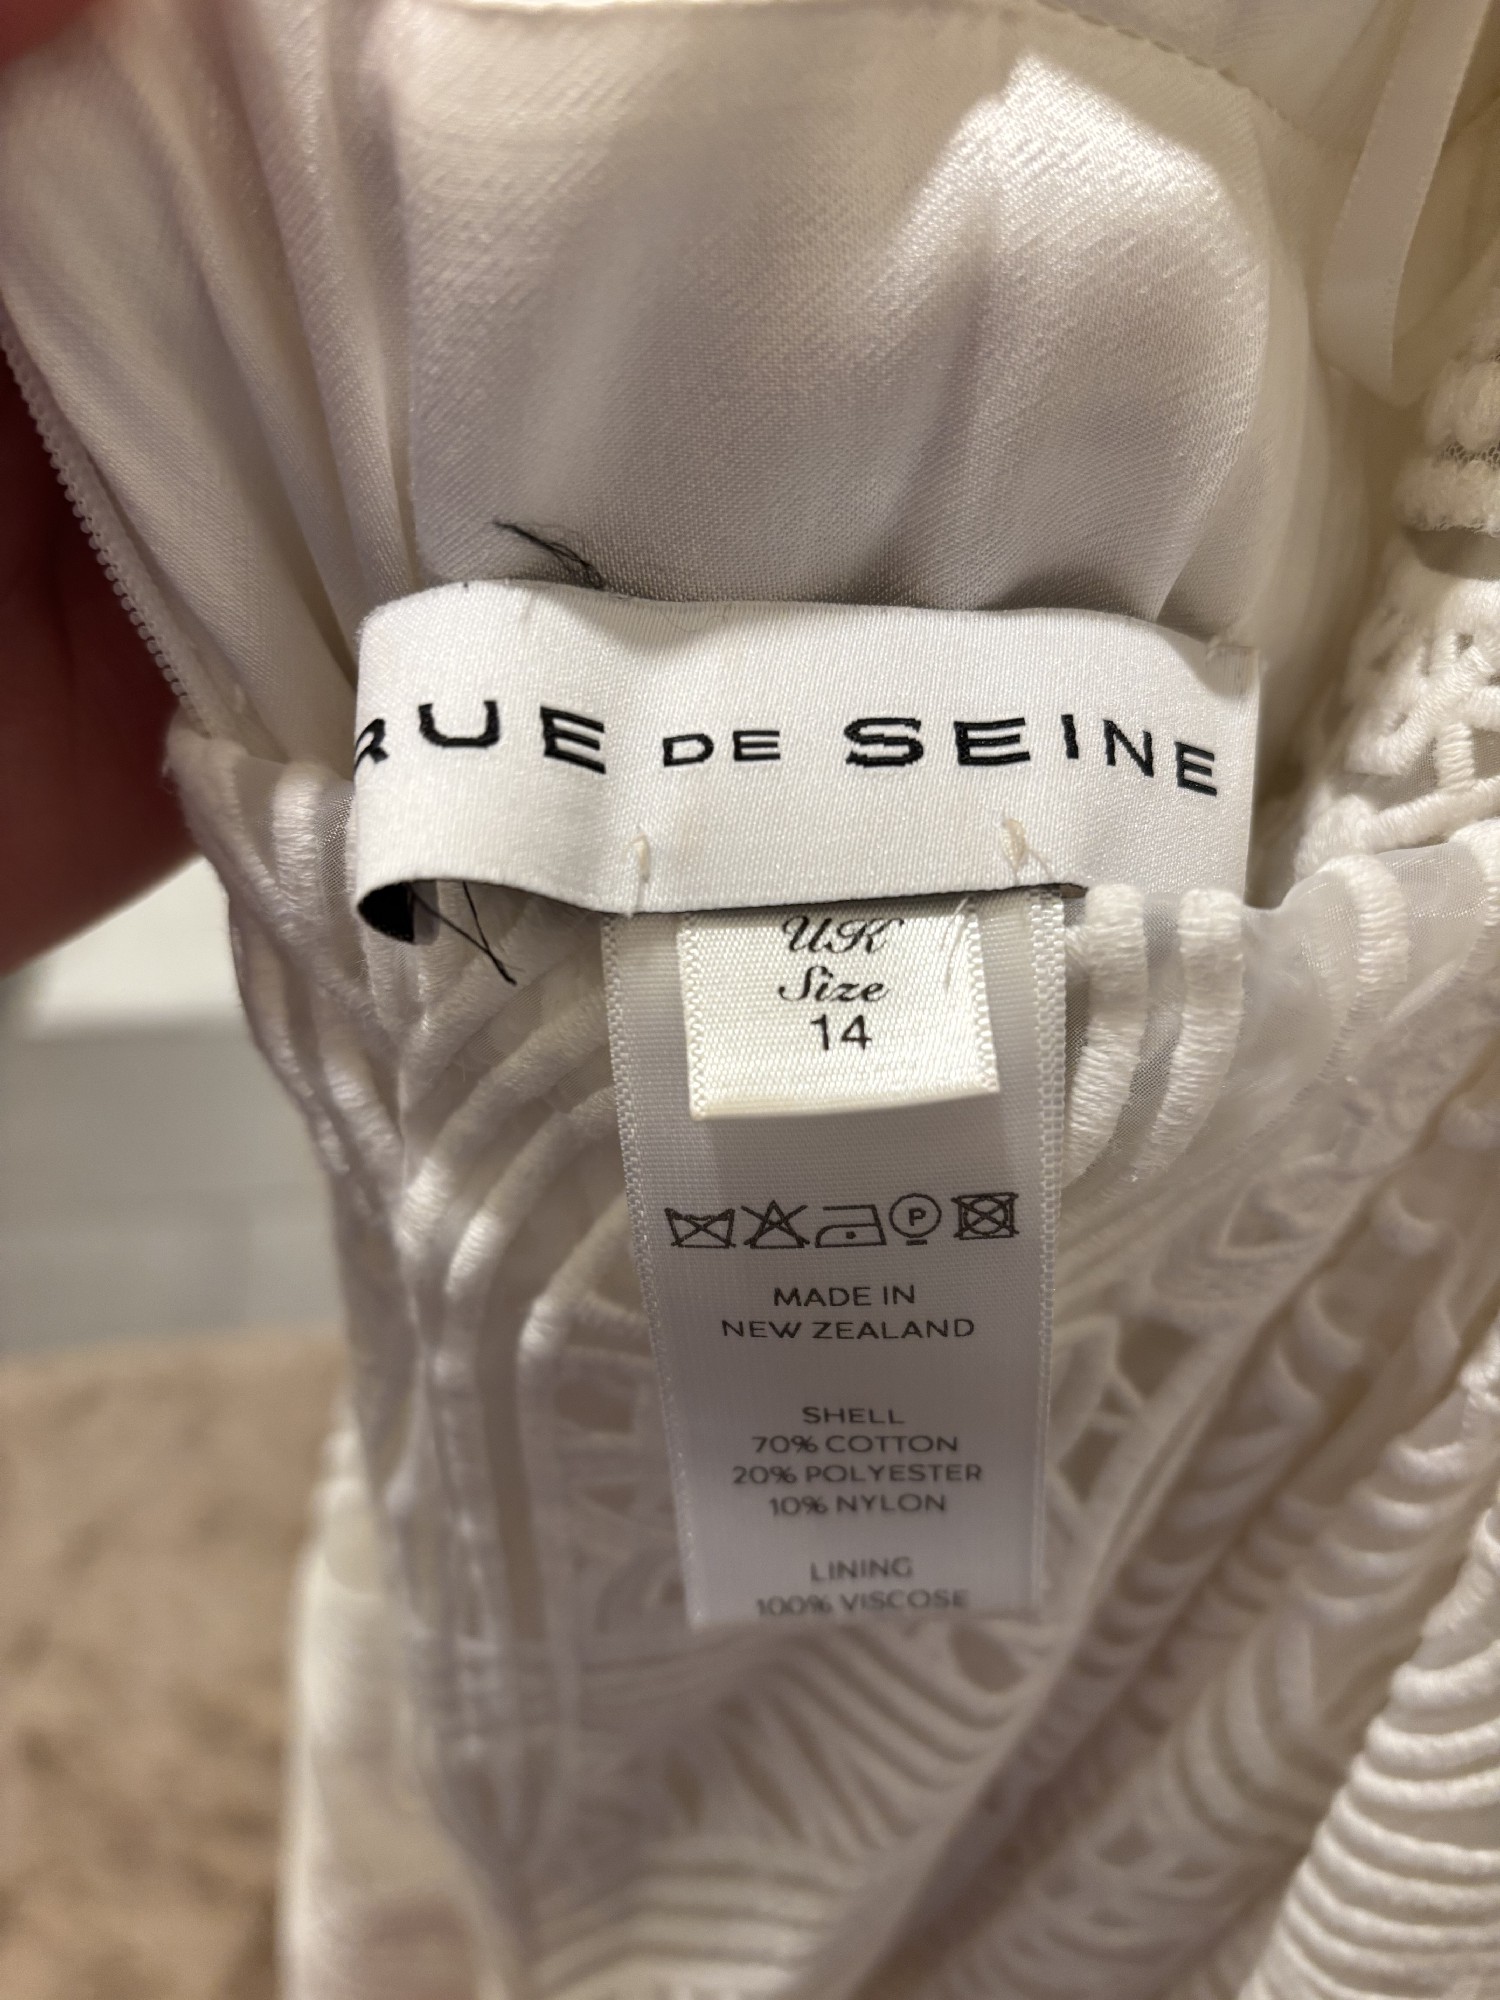 RUE DE SEINE
UK
Size
14
P
MADE IN
NEW ZEALAND
SHELL
70% COTTON
20% POLYESTER
10% NYLON
LINING
100% VISCOSE